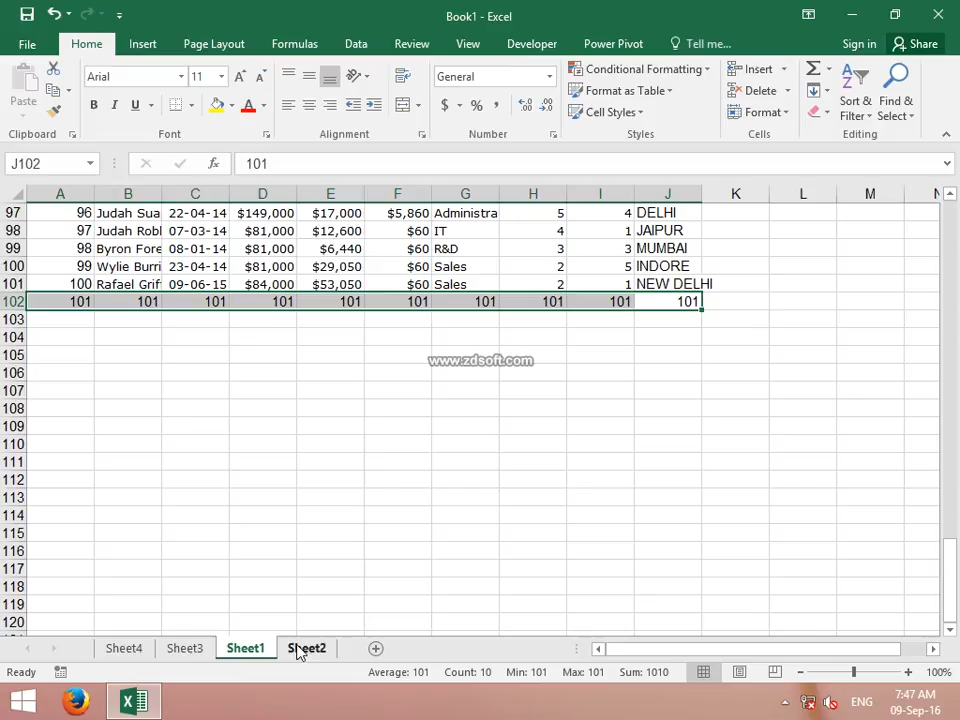 Book1 - Excel
File Home Insert Page Layout Formulas Data Review View Developer Power Pivot Tell me... Sign in Share
Arial 11 General Conditional Formatting Insert
Paste Format as Table Delete Sort & Find &
B I U A $ % , Cell Styles Format Filter Select
Clipboard Font Alignment Number Styles Cells Editing
J102 fx 101
A B C D E F G H I J K L M N
97 96 Judah Sua 22-04-14 $149,000 $17,000 $5,860 Administra 5 4 DELHI
98 97 Judah Robl 07-03-14 $81,000 $12,600 $60 IT 4 1 JAIPUR
99 98 Byron Fore 08-01-14 $81,000 $6,440 $60 R&D 3 3 MUMBAI
100 99 Wylie Burri 23-04-14 $81,000 $29,050 $60 Sales 2 5 INDORE
101 100 Rafael Grif 09-06-15 $84,000 $53,050 $60 Sales 2 1 NEW DELHI
102 101 101 101 101 101 101 101 101 101 101
103
104
105
www.zdsoft.com
106
107
108
109
110
111
112
113
114
115
116
117
118
119
120
Sheet4 Sheet3 Sheet1 Sheet2
Ready Average: 101 Count: 10 Min: 101 Max: 101 Sum: 1010 100%
ENG 7:47 AM
09-Sep-16